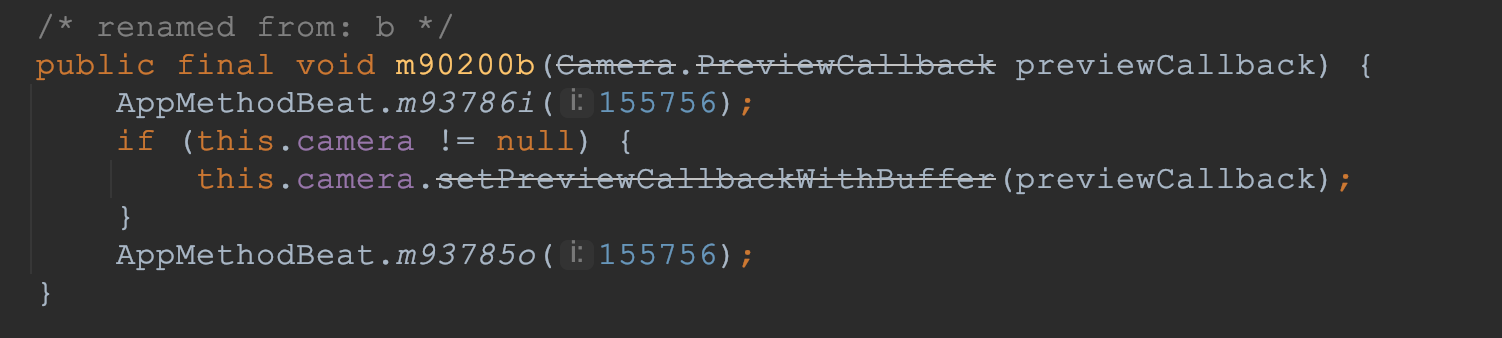 /* renamed from: b */
public final void m90200b(Camera.PreviewCallback previewCallback) {
AppMethodBeat.m93786i( i: 155756);
if (this.camera != null) {
this.camera.setPreviewCallbackWithBuffer(previewCallback);
}
AppMethodBeat.m93785o( i: 155756);
}